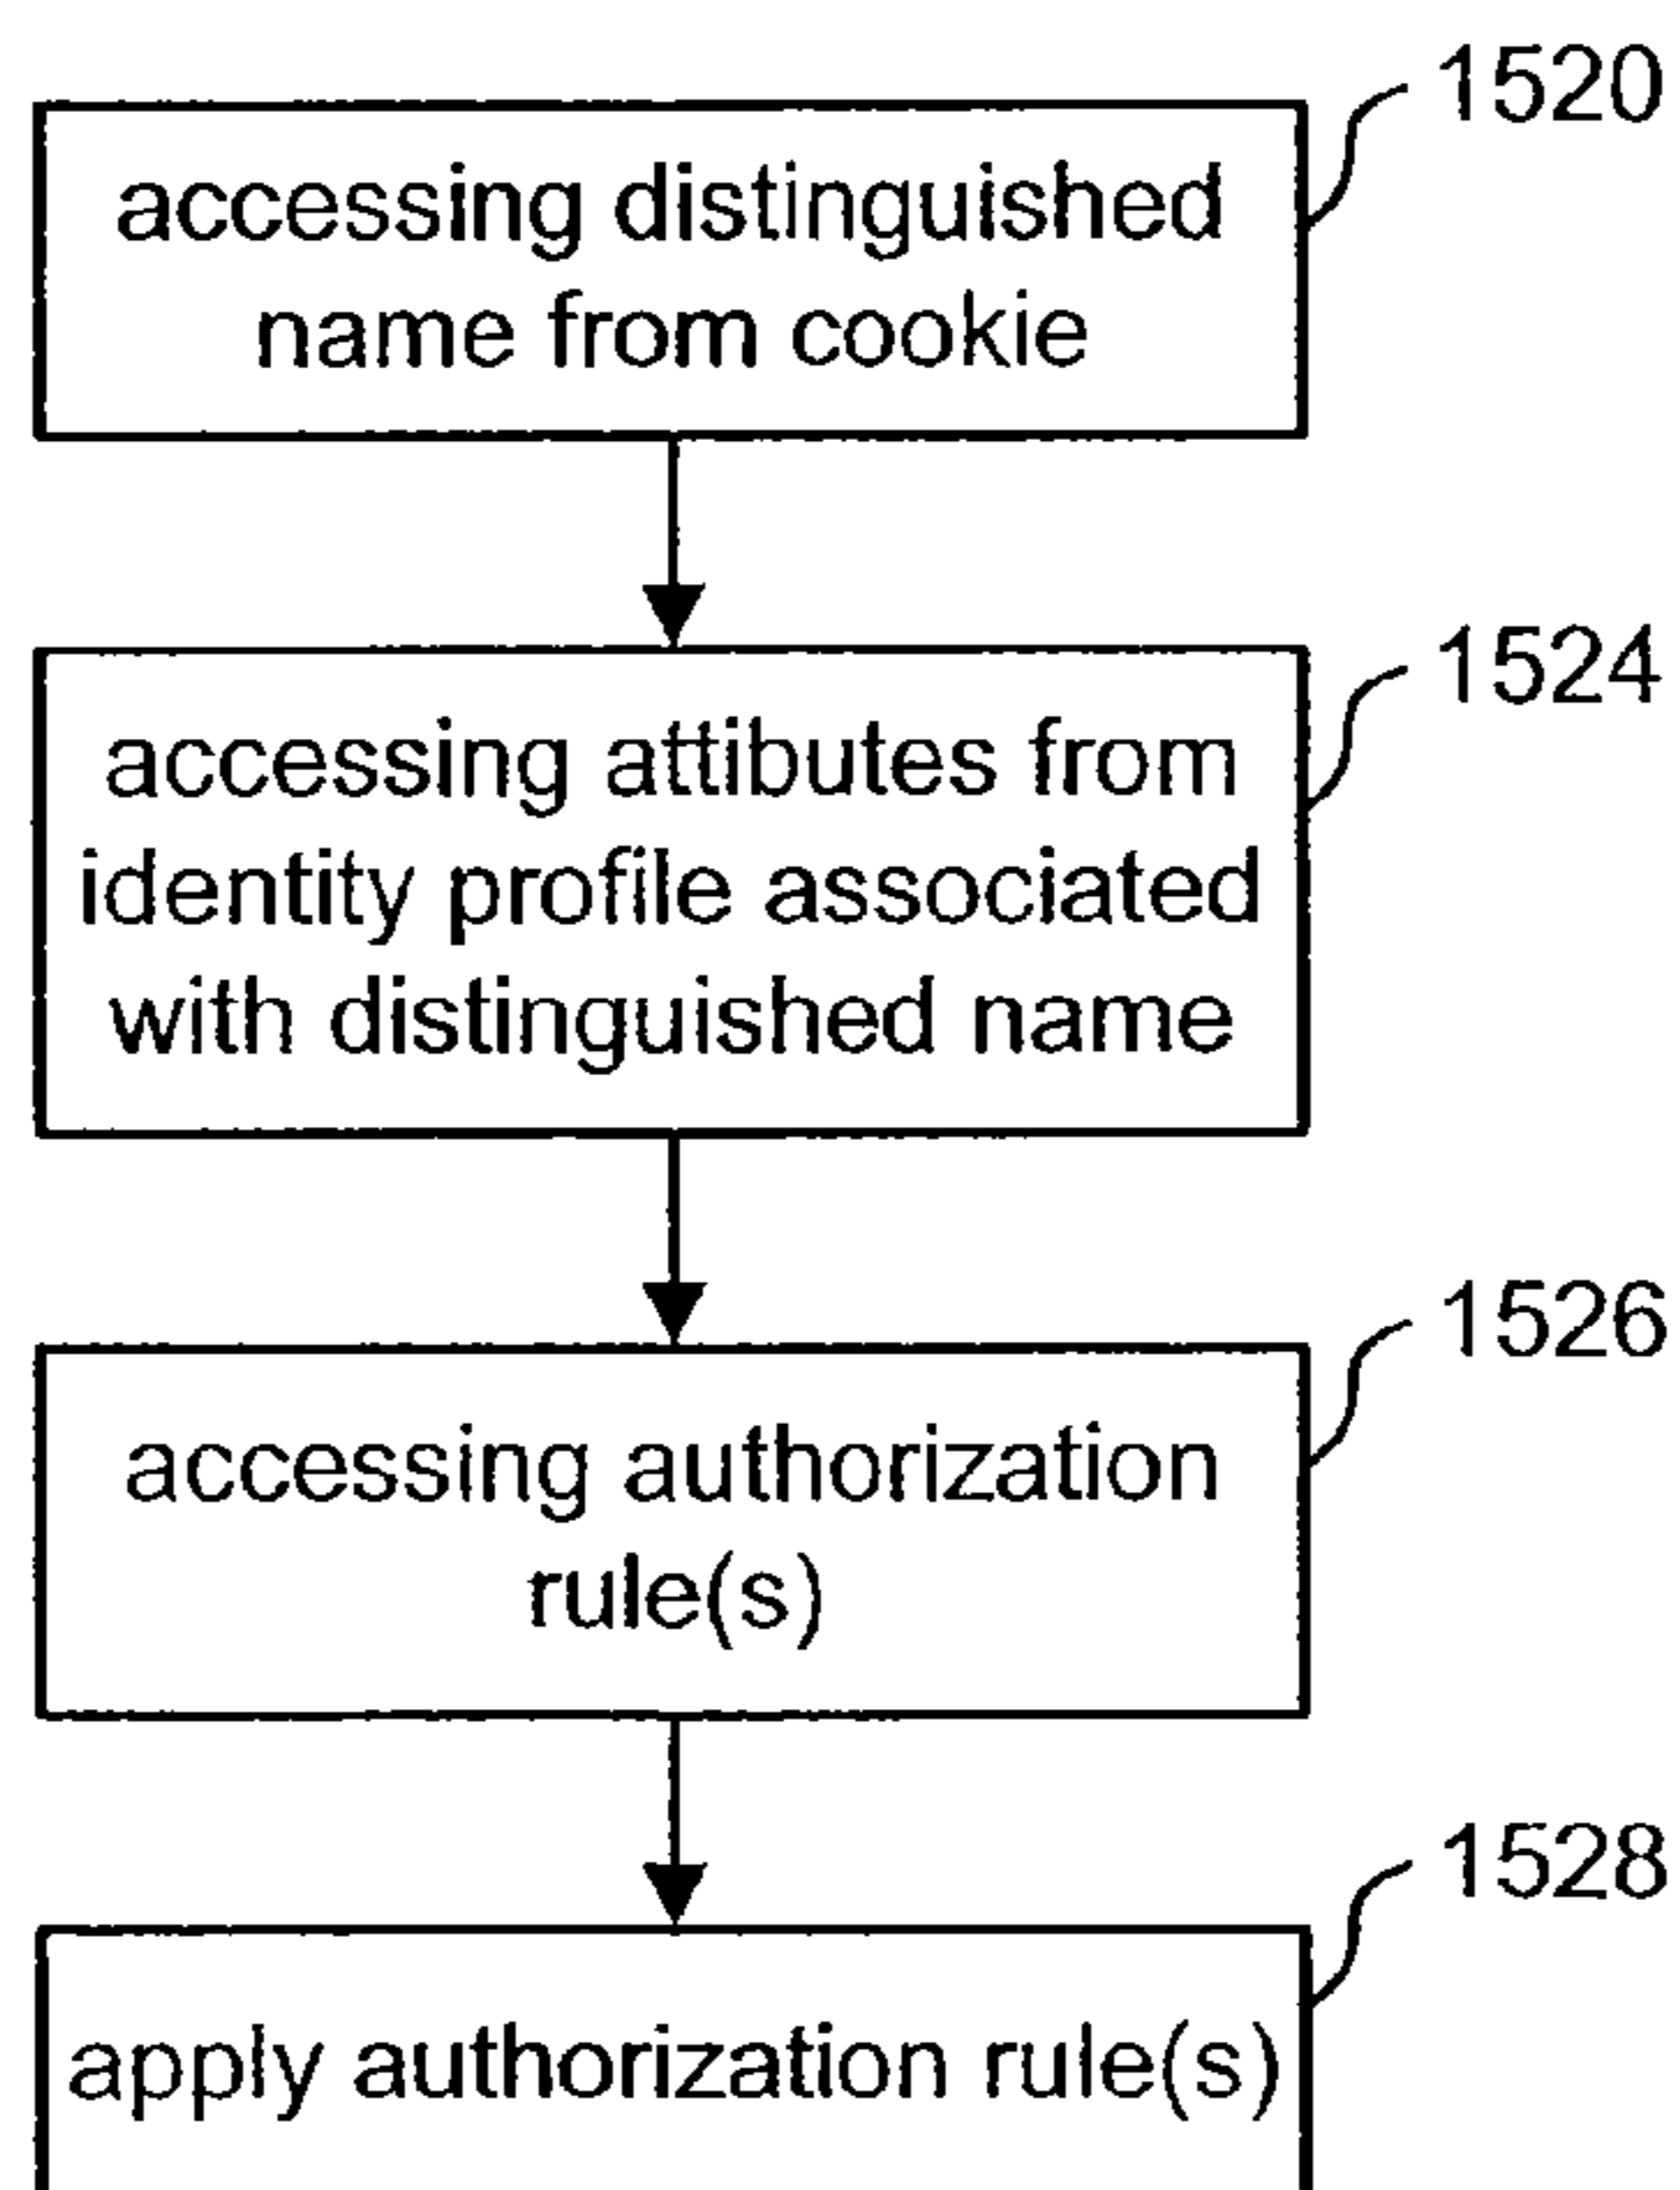 1520
accessing distinguished
name from cookie
1524
accessing attibutes from
identity profile associated
with distinguished name
1526
accessing authorization
rule(s)
1528
apply authorization rule(s)